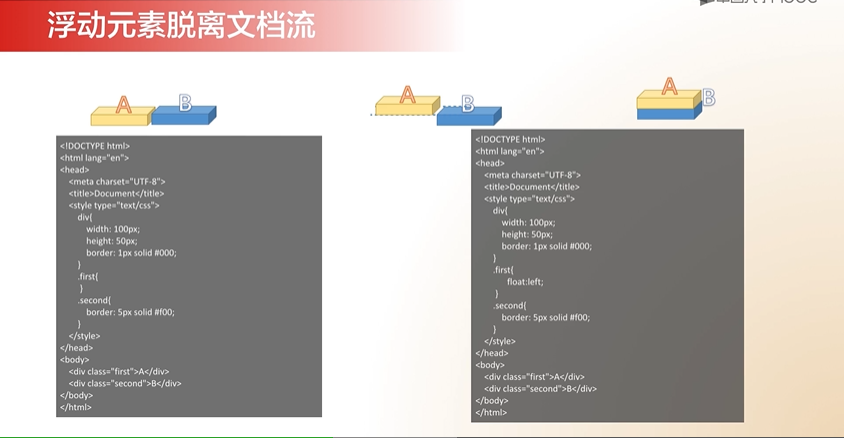 浮动元素脱离文档流
A B
A B
A B
<!DOCTYPE html>
<html lang="en">
<head>
<meta charset="UTF-8">
<title>Document</title>
<style type="text/css">
div{
width: 100px;
height: 50px;
border: 1px solid #000;
}
.first{
}
.second{
border: 5px solid #f00;
}
</style>
</head>
<body>
<div class="first">A</div>
<div class="second">B</div>
</body>
</html>
<!DOCTYPE html>
<html lang="en">
<head>
<meta charset="UTF-8">
<title>Document</title>
<style type="text/css">
div{
width: 100px;
height: 50px;
border: 1px solid #000;
}
.first{
float:left;
}
.second{
border: 5px solid #f00;
}
</style>
</head>
<body>
<div class="first">A</div>
<div class="second">B</div>
</body>
</html>